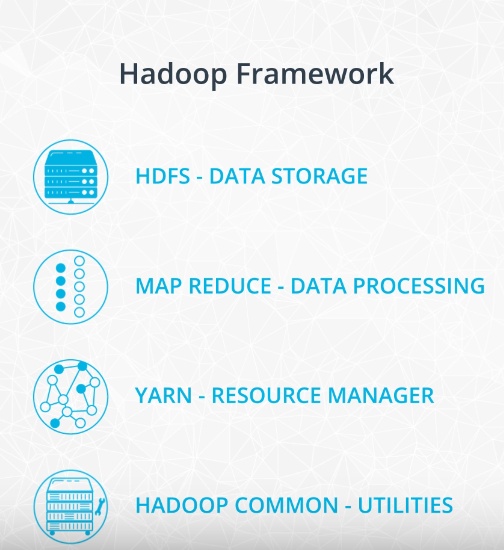 Hadoop Framework
HDFS - DATA STORAGE
MAP REDUCE - DATA PROCESSING
YARN - RESOURCE MANAGER
HADOOP COMMON - UTILITIES